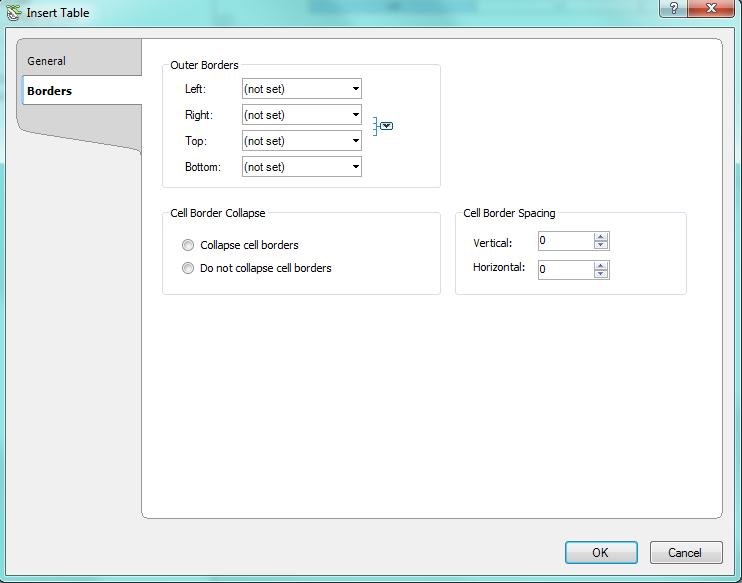 Insert Table
?
General
Borders
Outer Borders
Left: (not set)
Right: (not set)
Top: (not set)
Bottom: (not set)
Cell Border Collapse
Collapse cell borders
Do not collapse cell borders
Cell Border Spacing
Vertical: 0
Horizontal: 0
OK Cancel